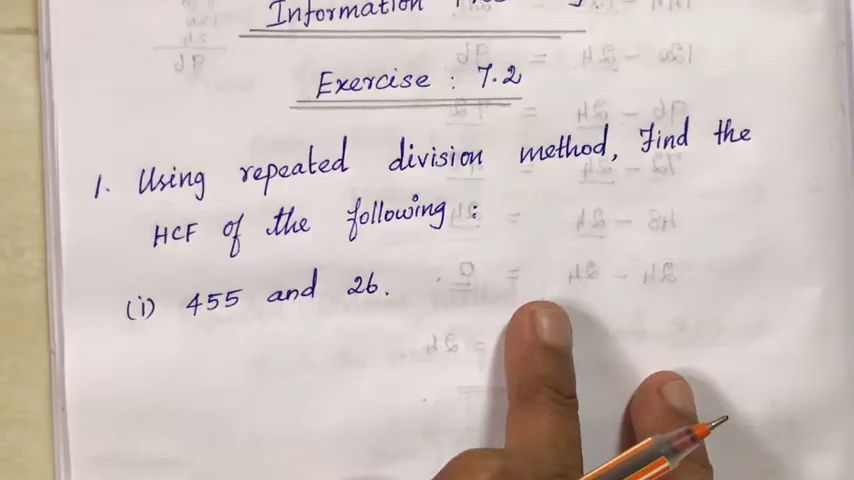 Information
Exercise : 7.2
1. Using repeated division method, Find the
HCF of the following :
(i) 455 and 26.